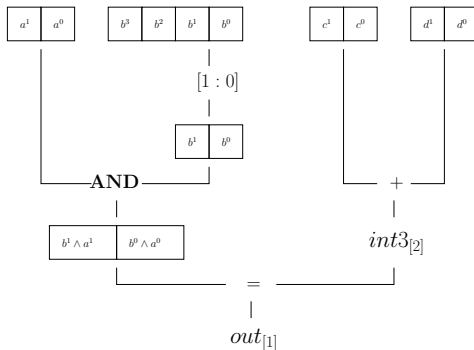 a¹ a⁰ b³ b² b¹ b⁰ c¹ c⁰ d¹ d⁰
[1 : 0]
b¹ b⁰
AND +
b¹ ∧ a¹ b⁰ ∧ a⁰ int3[2]
=
out[1]